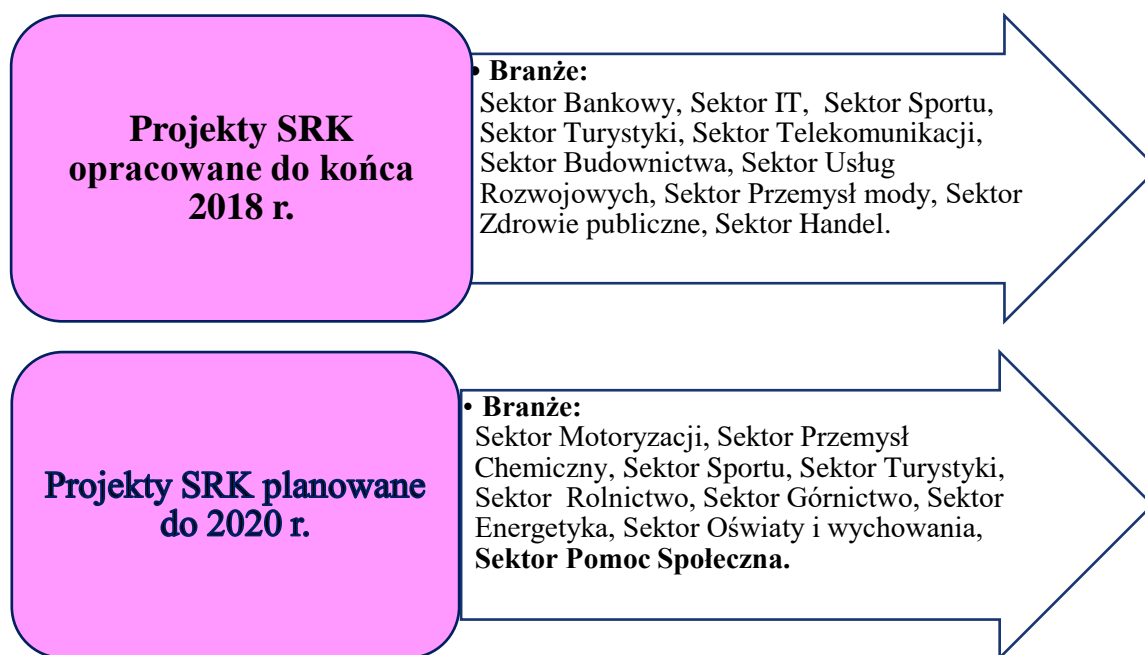 Projekty SRK
opracowane do końca
2018 r.
• Branże:
Sektor Bankowy, Sektor IT, Sektor Sportu,
Sektor Turystyki, Sektor Telekomunikacji,
Sektor Budownictwa, Sektor Usług
Rozwojowych, Sektor Przemysł mody, Sektor
Zdrowie publiczne, Sektor Handel.
Projekty SRK planowane
do 2020 r.
• Branże:
Sektor Motoryzacji, Sektor Przemysł
Chemiczny, Sektor Sportu, Sektor Turystyki,
Sektor Rolnictwo, Sektor Górnictwo, Sektor
Energetyka, Sektor Oświaty i wychowania,
Sektor Pomoc Społeczna.